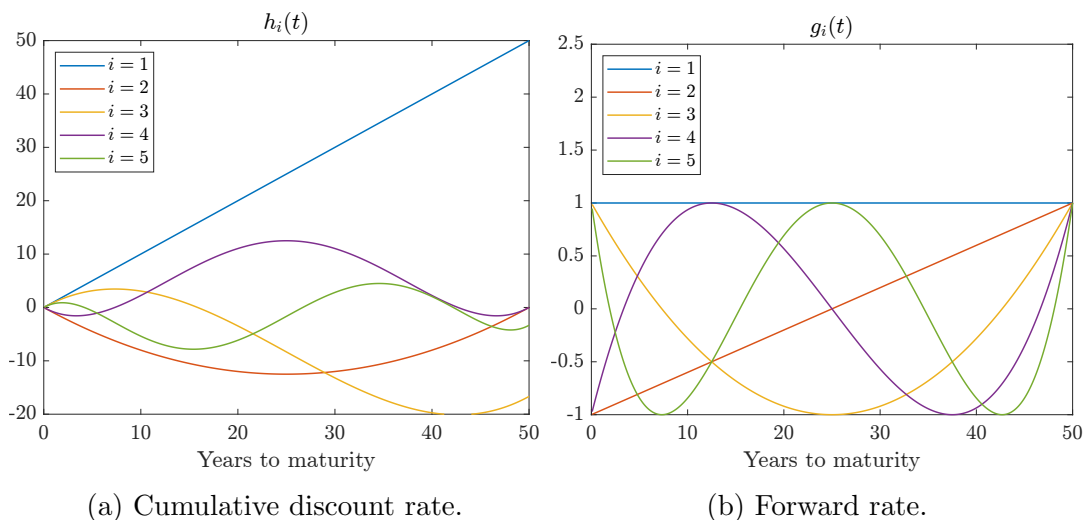 h_i(t)
50
40
30
20
10
0
-10
-20
i = 1
i = 2
i = 3
i = 4
i = 5
0 10 20 30 40 50
Years to maturity
(a) Cumulative discount rate.
g_i(t)
2.5
2
1.5
1
0.5
0
-0.5
-1
i = 1
i = 2
i = 3
i = 4
i = 5
0 10 20 30 40 50
Years to maturity
(b) Forward rate.